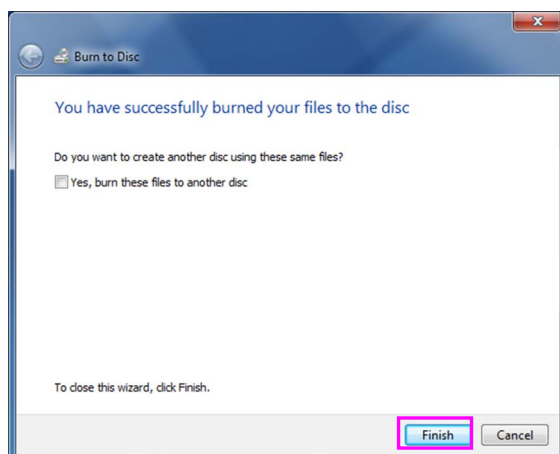 Burn to Disc
You have successfully burned your files to the disc
Do you want to create another disc using these same files?
Yes, burn these files to another disc
To close this wizard, click Finish.
Finish Cancel